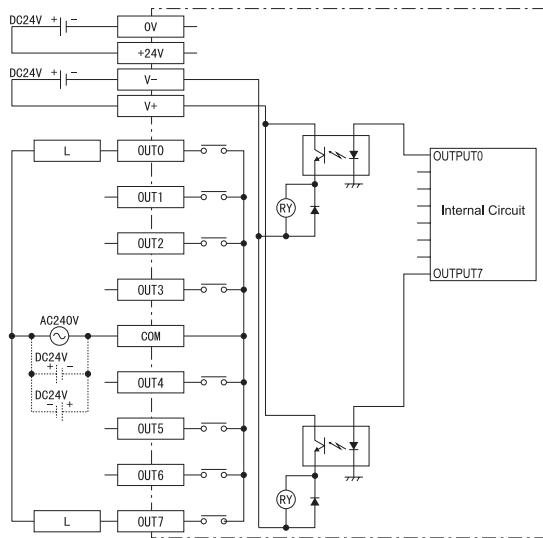 DC24V + - 0V
+24V
DC24V + - V-
V+
L OUT0
OUTPUT0
OUT1
RY
Internal Circuit
OUT2
OUTPUT7
OUT3
AC240V
COM
DC24V
+ -
DC24V
- +
OUT4
OUT5
OUT6
RY
L OUT7